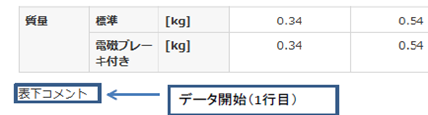 質量 標準 [kg] 0.34 0.54
電磁ブレー
キ付き [kg] 0.34 0.54
表下コメント
データ開始(1行目)